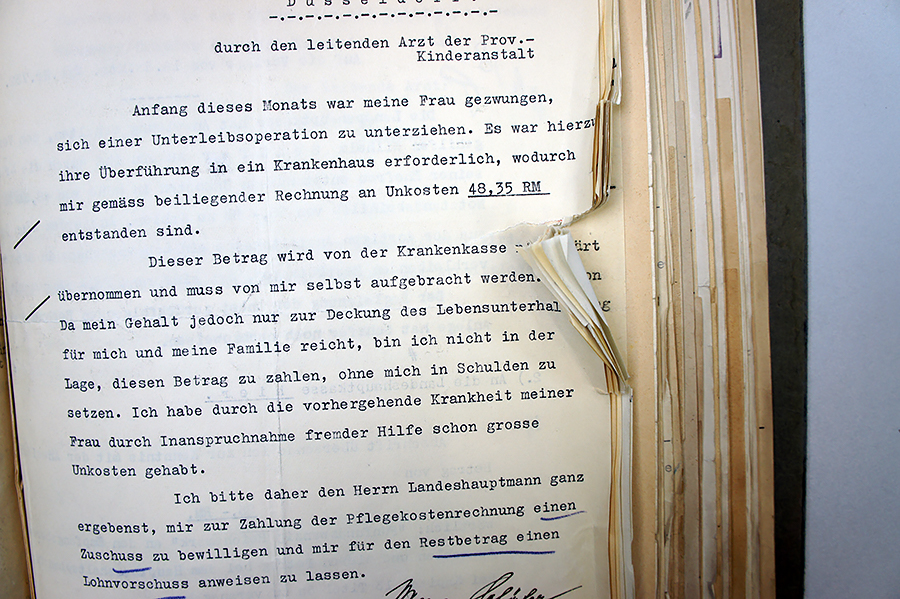 -.-.-.-.-.-.-.-.-.-.-.-.-
durch den leitenden Arzt der Prov.-
Kinderanstalt
Anfang dieses Monats war meine Frau gezwungen,
sich einer Unterleibsoperation zu unterziehen. Es war hierzu
ihre Überführung in ein Krankenhaus erforderlich, wodurch
mir gemäss beiliegender Rechnung an Unkosten 48,35 RM
entstanden sind.
Dieser Betrag wird von der Krankenkasse
übernommen und muss von mir selbst aufgebracht werden.
Da mein Gehalt jedoch nur zur Deckung des
für mich und meine Familie reicht, bin ich nicht in der
Lage, diesen Betrag zu zahlen, ohne mich in Schulden zu
setzen. Ich habe durch die vorhergehende Krankheit meiner
Frau durch Inanspruchnahme fremder Hilfe schon grosse
Unkosten gehabt.
Ich bitte daher den Herrn Landeshauptmann ganz
ergebenst, mir zur Zahlung der Pflegekostenrechnung einen
Zuschuss zu bewilligen und mir für den Restbetrag einen
Lohnvorschuss anweisen zu lassen.